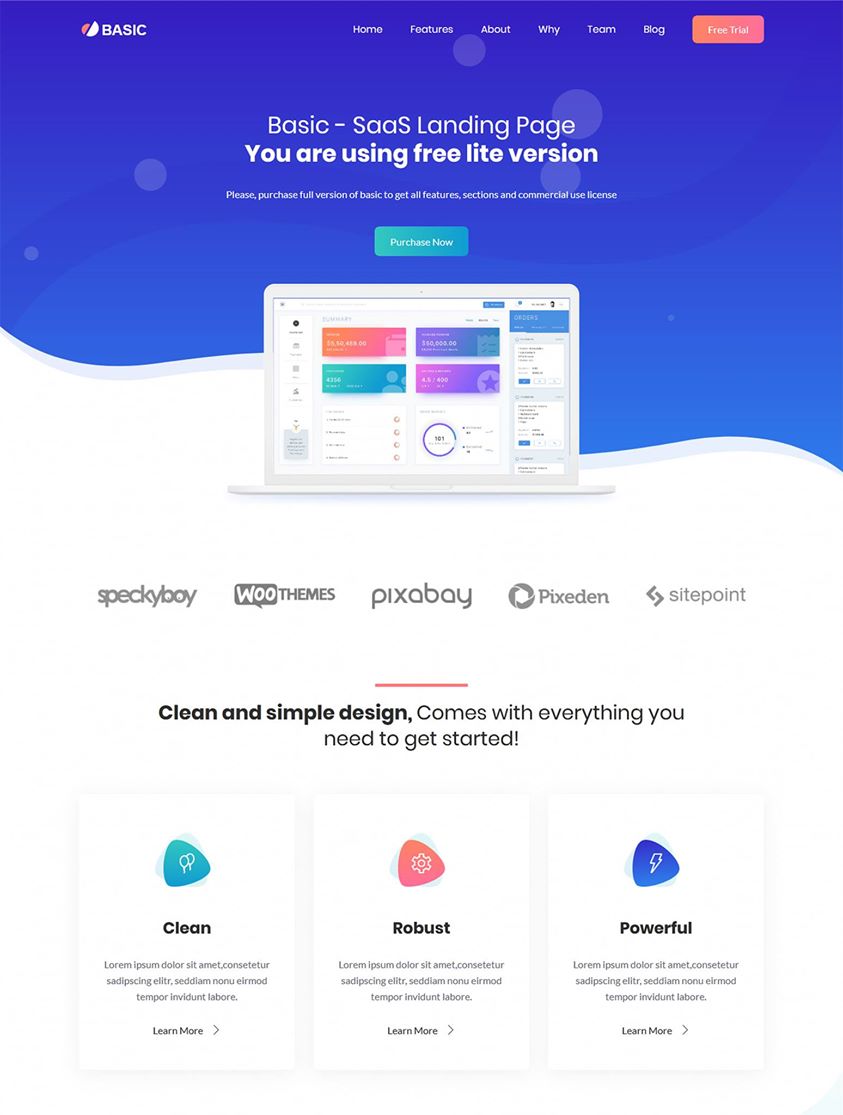 BASIC
Home
Features
About
Why
Team
Blog
Free Trial
Basic - SaaS Landing Page
You are using free lite version
Please, purchase full version of basic to get all features, sections and commercial use license
Purchase Now
SUMMARY
ORDERS
$5,50,489.00
$50,000.00
4356
4.5 / 400
101
speckyboy
WOOTHEMES
pixabay
Pixeden
sitepoint
Clean and simple design, Comes with everything you
need to get started!
Clean
Lorem ipsum dolor sit amet,consetetur
sadipscing elitr, seddiam nonu eirmod
tempor invidunt labore.
Learn More
Robust
Lorem ipsum dolor sit amet,consetetur
sadipscing elitr, seddiam nonu eirmod
tempor invidunt labore.
Learn More
Powerful
Lorem ipsum dolor sit amet,consetetur
sadipscing elitr, seddiam nonu eirmod
tempor invidunt labore.
Learn More